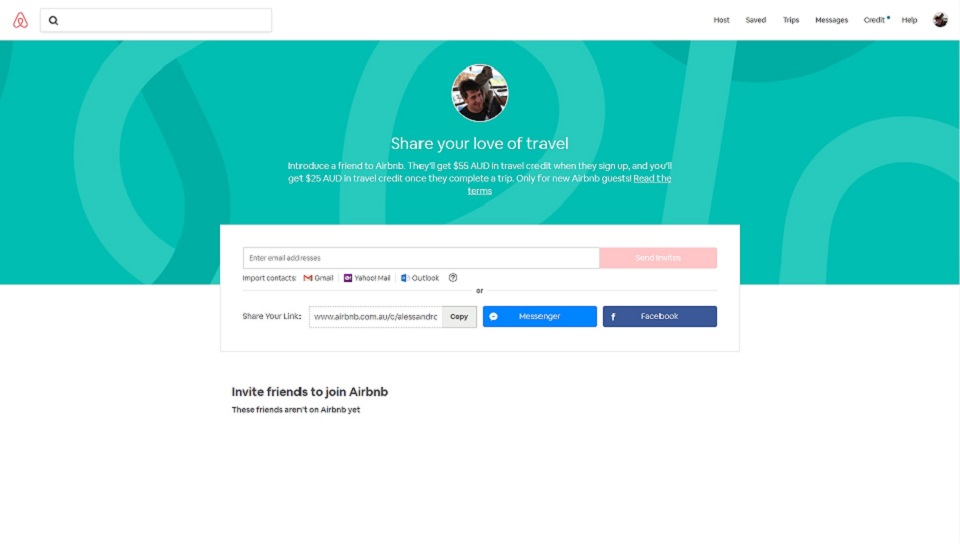 Host Saved Trips Messages Credit Help
Share your love of travel
Introduce a friend to Airbnb. They'll get $55 AUD in travel credit when they sign up, and you'll
get $25 AUD in travel credit once they complete a trip. Only for new Airbnb guests! Read the
terms
Enter email addresses Send Invites
Import contacts: Gmail Yahoo! Mail Outlook ?
or
Share Your Link: www.airbnb.com.au/c/alessandrc Copy Messenger Facebook
Invite friends to join Airbnb
These friends aren't on Airbnb yet